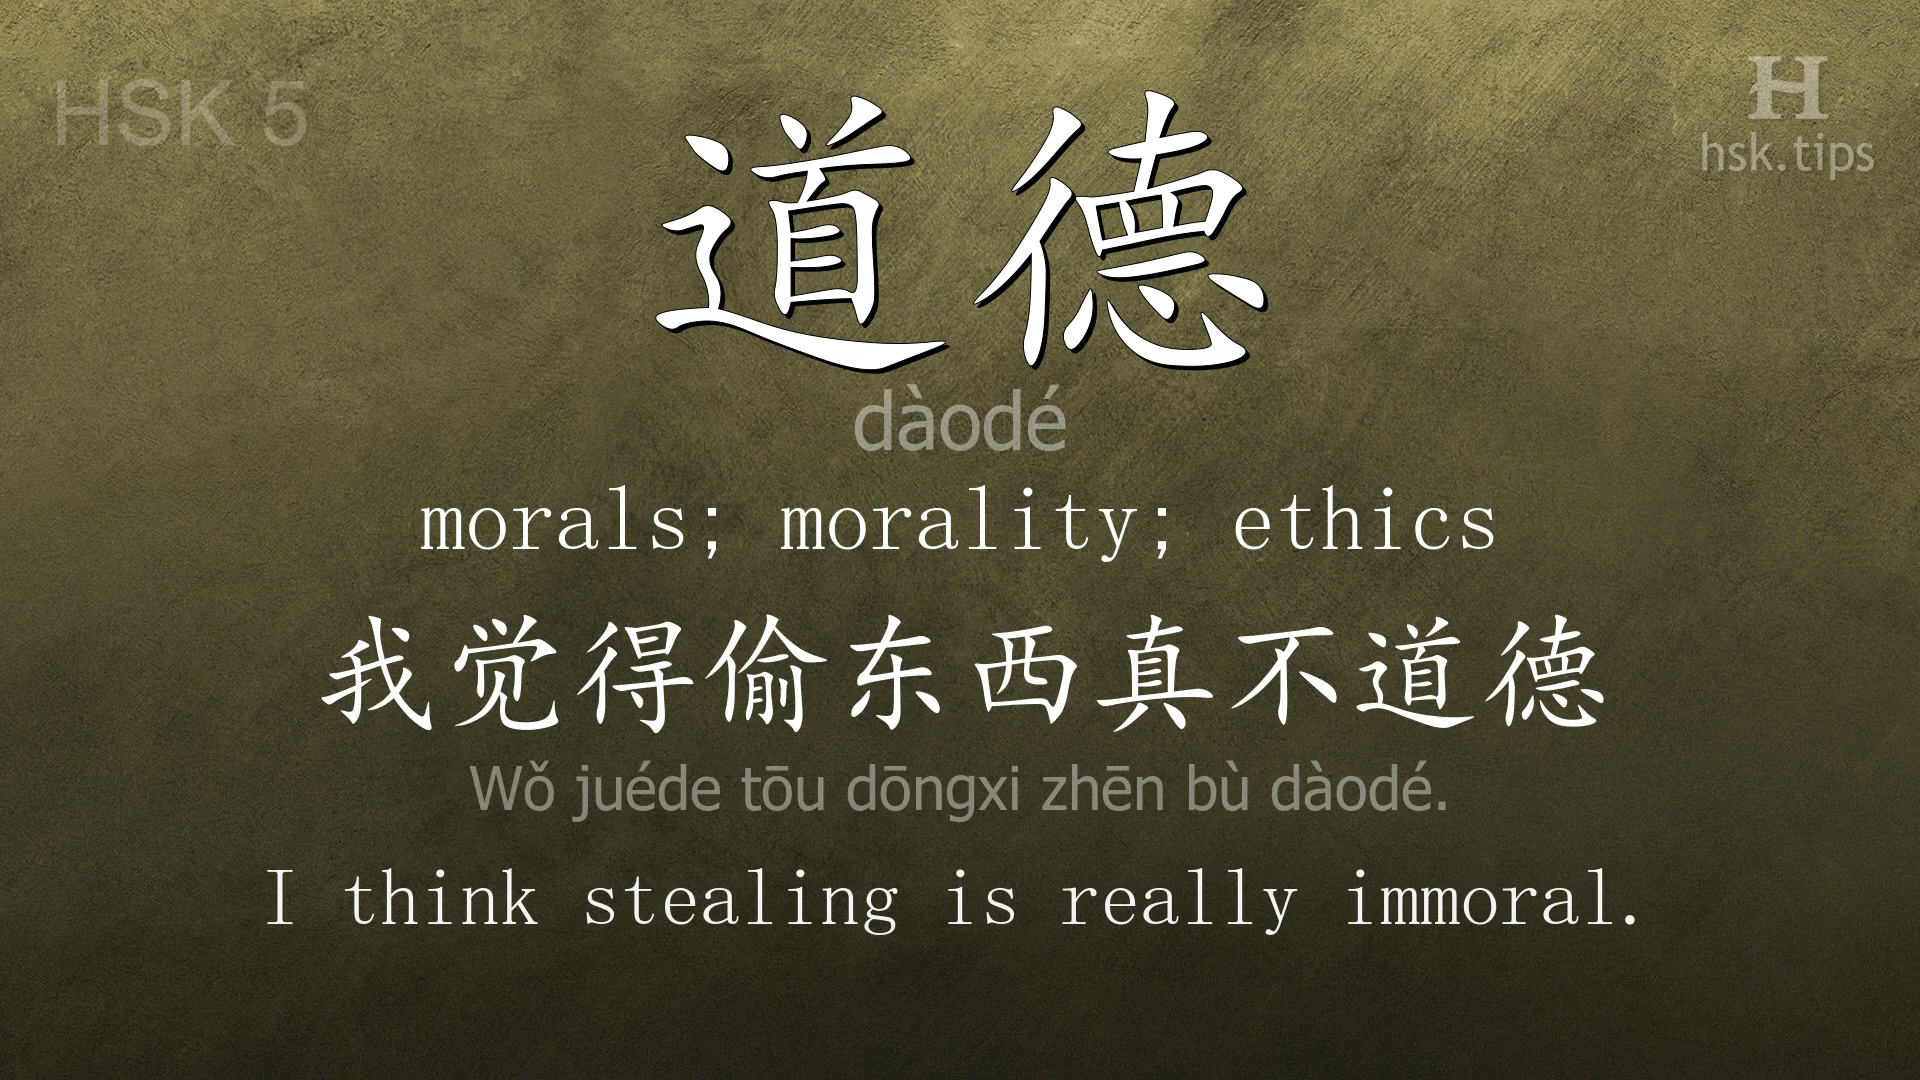 HSK 5
H
hsk.tips
道德
dàodé
morals; morality; ethics
我觉得偷东西真不道德
Wǒ juéde tōu dōngxi zhēn bù dàodé.
I think stealing is really immoral.